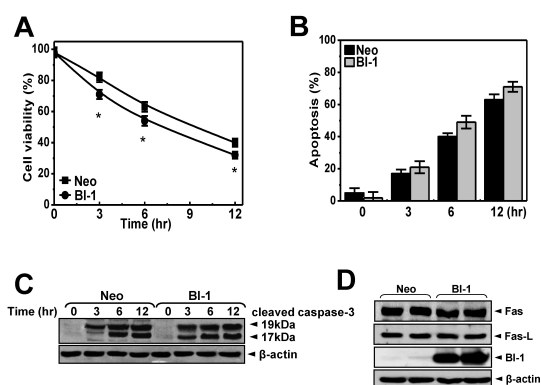 A
Cell viability (%)
100
80
60
40
20
0
Neo
BI-1
*
*
*
0
3
6
9
12
Time (hr)
B
Apoptosis (%)
80
60
40
20
0
Neo
BI-1
0
3
6
12 (hr)
C
Neo
BI-1
Time (hr) 0 3 6 12 0 3 6 12 cleaved caspase-3
19kDa
17kDa
β-actin
D
Neo
BI-1
Fas
Fas-L
BI-1
β-actin